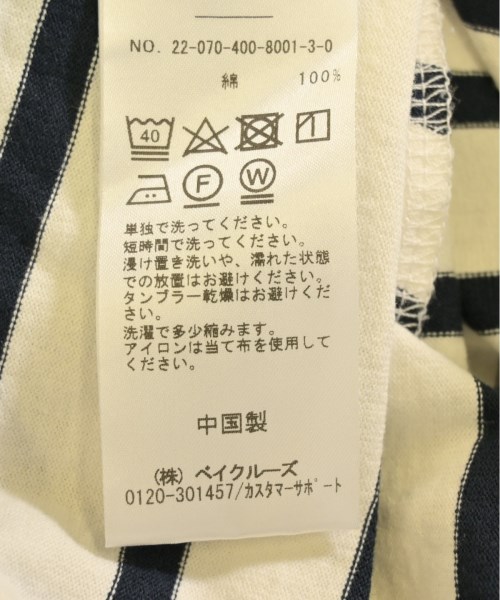 NO. 22-070-400-8001-3-0
綿 100%
40
F W
単独で洗ってください。
短時間で洗ってください。
浸け置き洗いや、濡れた状態
での放置はお避けください。
タンブラー乾燥はお避けくだ
さい。
洗濯で多少縮みます。
アイロンは当て布を使用して
ください。
中国製
(株) ベイクルーズ
0120-301457/カスタマーサポート